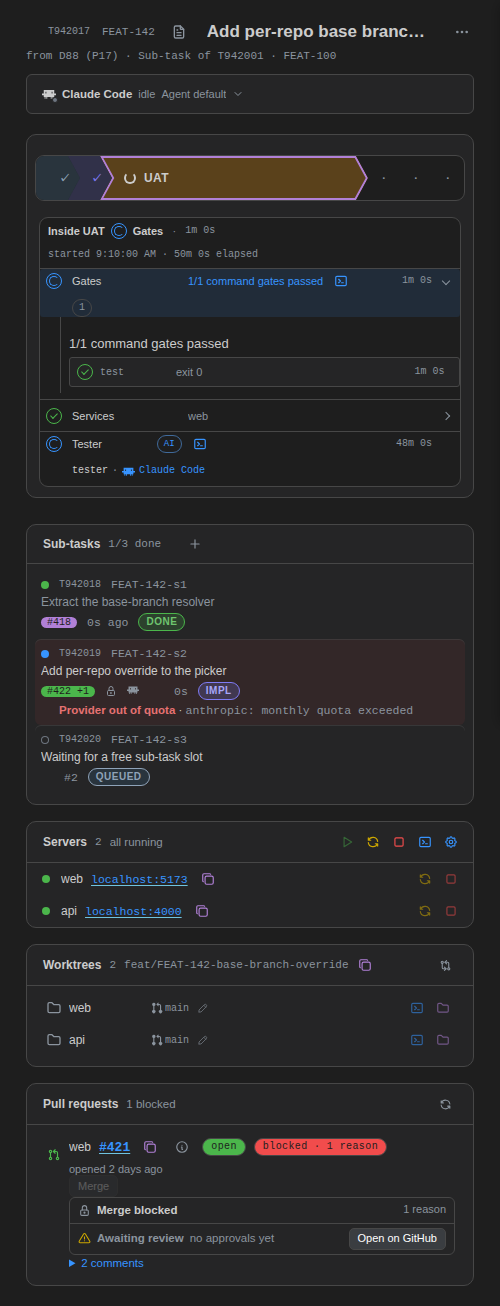 T942017 FEAT-142 Add per-repo base branc…
from D88 (P17) · Sub-task of T942001 · FEAT-100
Claude Code idle Agent default
UAT
Inside UAT Gates · 1m 0s
started 9:10:00 AM · 50m 0s elapsed
Gates 1/1 command gates passed 1m 0s
1
1/1 command gates passed
test exit 0 1m 0s
Services web
Tester AI 48m 0s
tester · Claude Code
Sub-tasks 1/3 done
T942018 FEAT-142-s1
Extract the base-branch resolver
#418 0s ago DONE
T942019 FEAT-142-s2
Add per-repo override to the picker
#422 +1 0s IMPL
Provider out of quota · anthropic: monthly quota exceeded
T942020 FEAT-142-s3
Waiting for a free sub-task slot
#2 QUEUED
Servers 2 all running
web localhost:5173
api localhost:4000
Worktrees 2 feat/FEAT-142-base-branch-override
web main
api main
Pull requests 1 blocked
web #421 open blocked · 1 reason
opened 2 days ago
Merge
Merge blocked 1 reason
Awaiting review no approvals yet Open on GitHub
2 comments